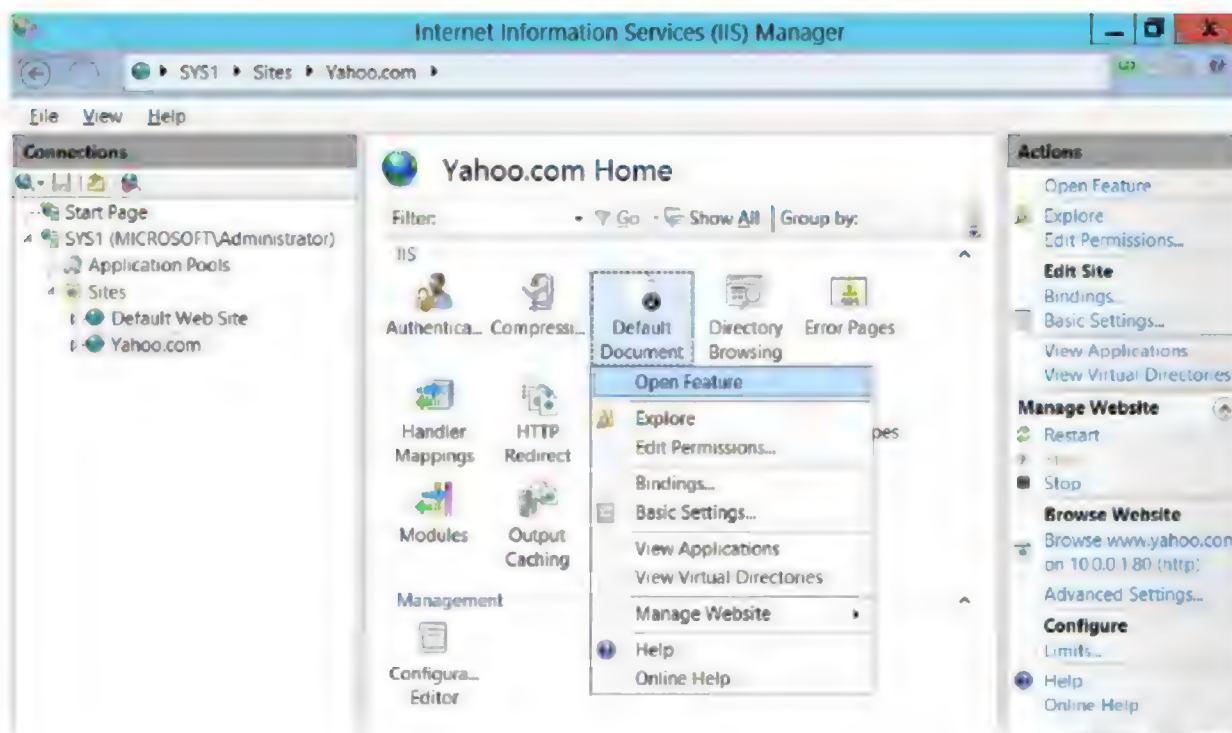 Internet Information Services (IIS) Manager
SYS1 Sites Yahoo.com
File View Help
Connections
Start Page
SYS1 (MICROSOFT\Administrator)
Application Pools
Sites
Default Web Site
Yahoo.com
Yahoo.com Home
Filter: Go Show All Group by:
IIS
Authentica... Compressi... Default Document Directory Browsing Error Pages
Handler Mappings HTTP Redirect pes
Modules Output Caching
Management
Configura... Editor
Open Feature
Explore
Edit Permissions...
Bindings...
Basic Settings...
View Applications
View Virtual Directories
Manage Website
Help
Online Help
Actions
Open Feature
Explore
Edit Permissions...
Edit Site
Bindings...
Basic Settings...
View Applications
View Virtual Directories
Manage Website
Restart
Stop
Browse Website
Browse www.yahoo.com
on 10.0.0.1:80 (http)
Advanced Settings...
Configure
Limits...
Help
Online Help